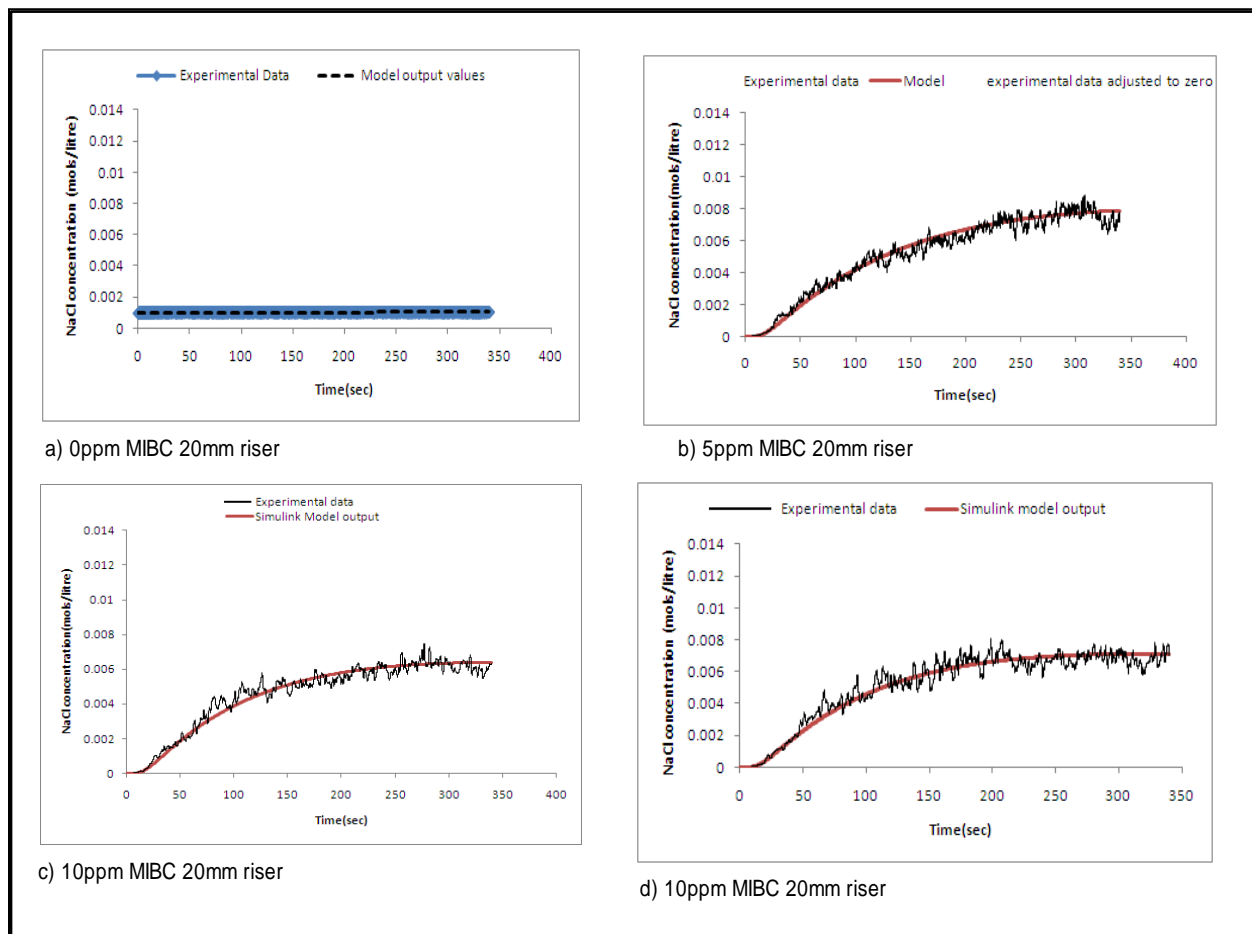 Experimental Data Model output values
NaCl concentration (mols/litre)
0.014
0.012
0.01
0.008
0.006
0.004
0.002
0
0 50 100 150 200 250 300 350 400
Time(sec)
a) 0ppm MIBC 20mm riser
Experimental data Model experimental data adjusted to zero
NaCl concentration(mols/litre)
0.014
0.012
0.01
0.008
0.006
0.004
0.002
0
0 50 100 150 200 250 300 350 400
Time(sec)
b) 5ppm MIBC 20mm riser
Experimental data
Simulink Model output
NaCl concentration(mols/litre)
0.014
0.012
0.01
0.008
0.006
0.004
0.002
0
0 50 100 150 200 250 300 350 400
Time(sec)
c) 10ppm MIBC 20mm riser
Experimental data Simulink model output
NaCl concentration (mols/litre)
0.014
0.012
0.01
0.008
0.006
0.004
0.002
0
0 50 100 150 200 250 300 350
Time(sec)
d) 10ppm MIBC 20mm riser